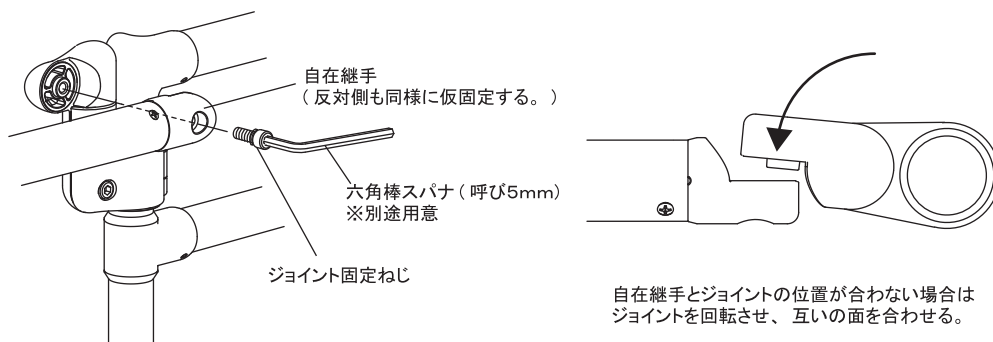 自在継手
( 反対側も同様に仮固定する。 )
六角棒スパナ ( 呼び5mm)
※別途用意
ジョイント固定ねじ
自在継手とジョイントの位置が合わない場合は
ジョイントを回転させ、 互いの面を合わせる。